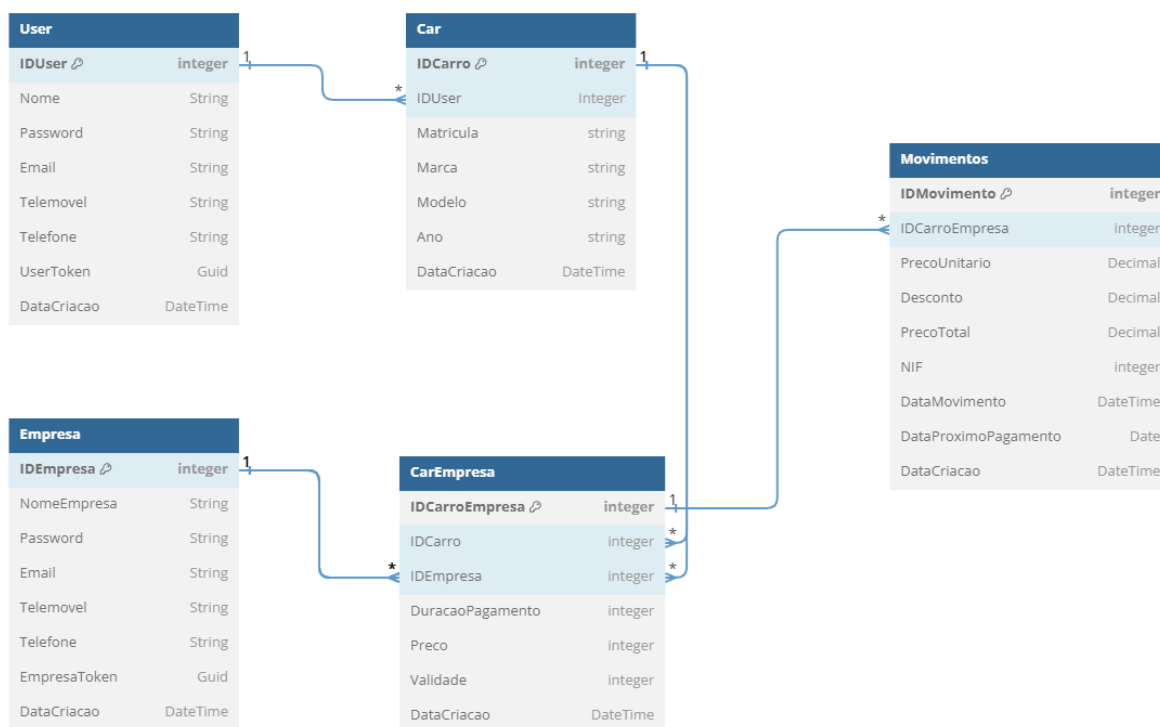 User
IDUser integer
Nome String
Password String
Email String
Telemovel String
Telefone String
UserToken Guid
DataCriacao DateTime
1
*
Car
IDCarro integer
IDUser Integer
Matricula string
Marca string
Modelo string
Ano string
DataCriacao DateTime
1
Movimentos
IDMovimento integer
* IDCarroEmpresa integer
PrecoUnitario Decimal
Desconto Decimal
PrecoTotal Decimal
NIF integer
DataMovimento DateTime
DataProximoPagamento Date
DataCriacao DateTime
Empresa
IDEmpresa integer
NomeEmpresa String
Password String
Email String
Telemovel String
Telefone String
EmpresaToken Guid
DataCriacao DateTime
1
*
CarEmpresa
IDCarroEmpresa integer 1
IDCarro integer *
IDEmpresa integer *
DuracaoPagamento integer
Preco integer
Validade integer
DataCriacao DateTime